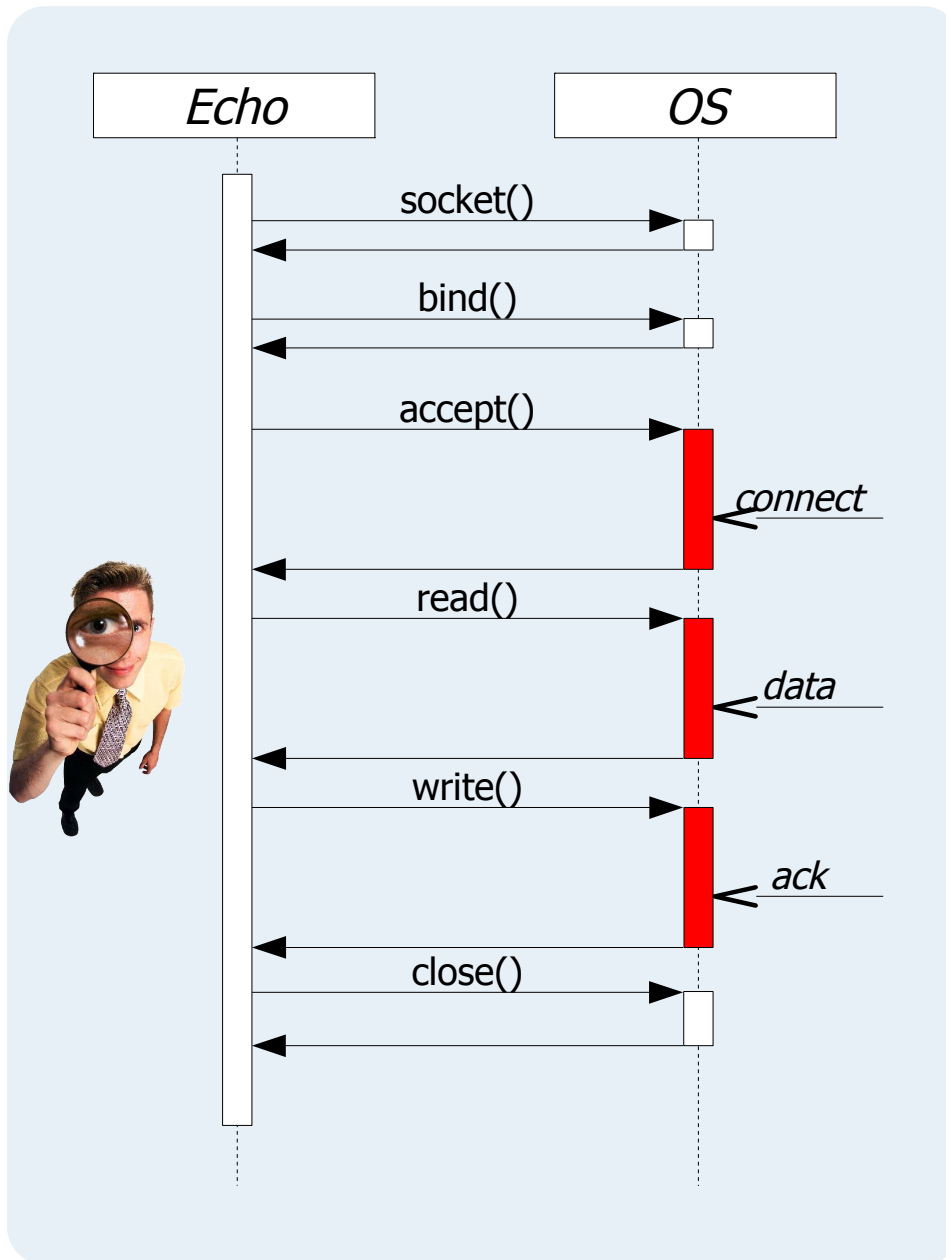 Echo
OS
socket()
bind()
accept()
connect
read()
data
write()
ack
close()